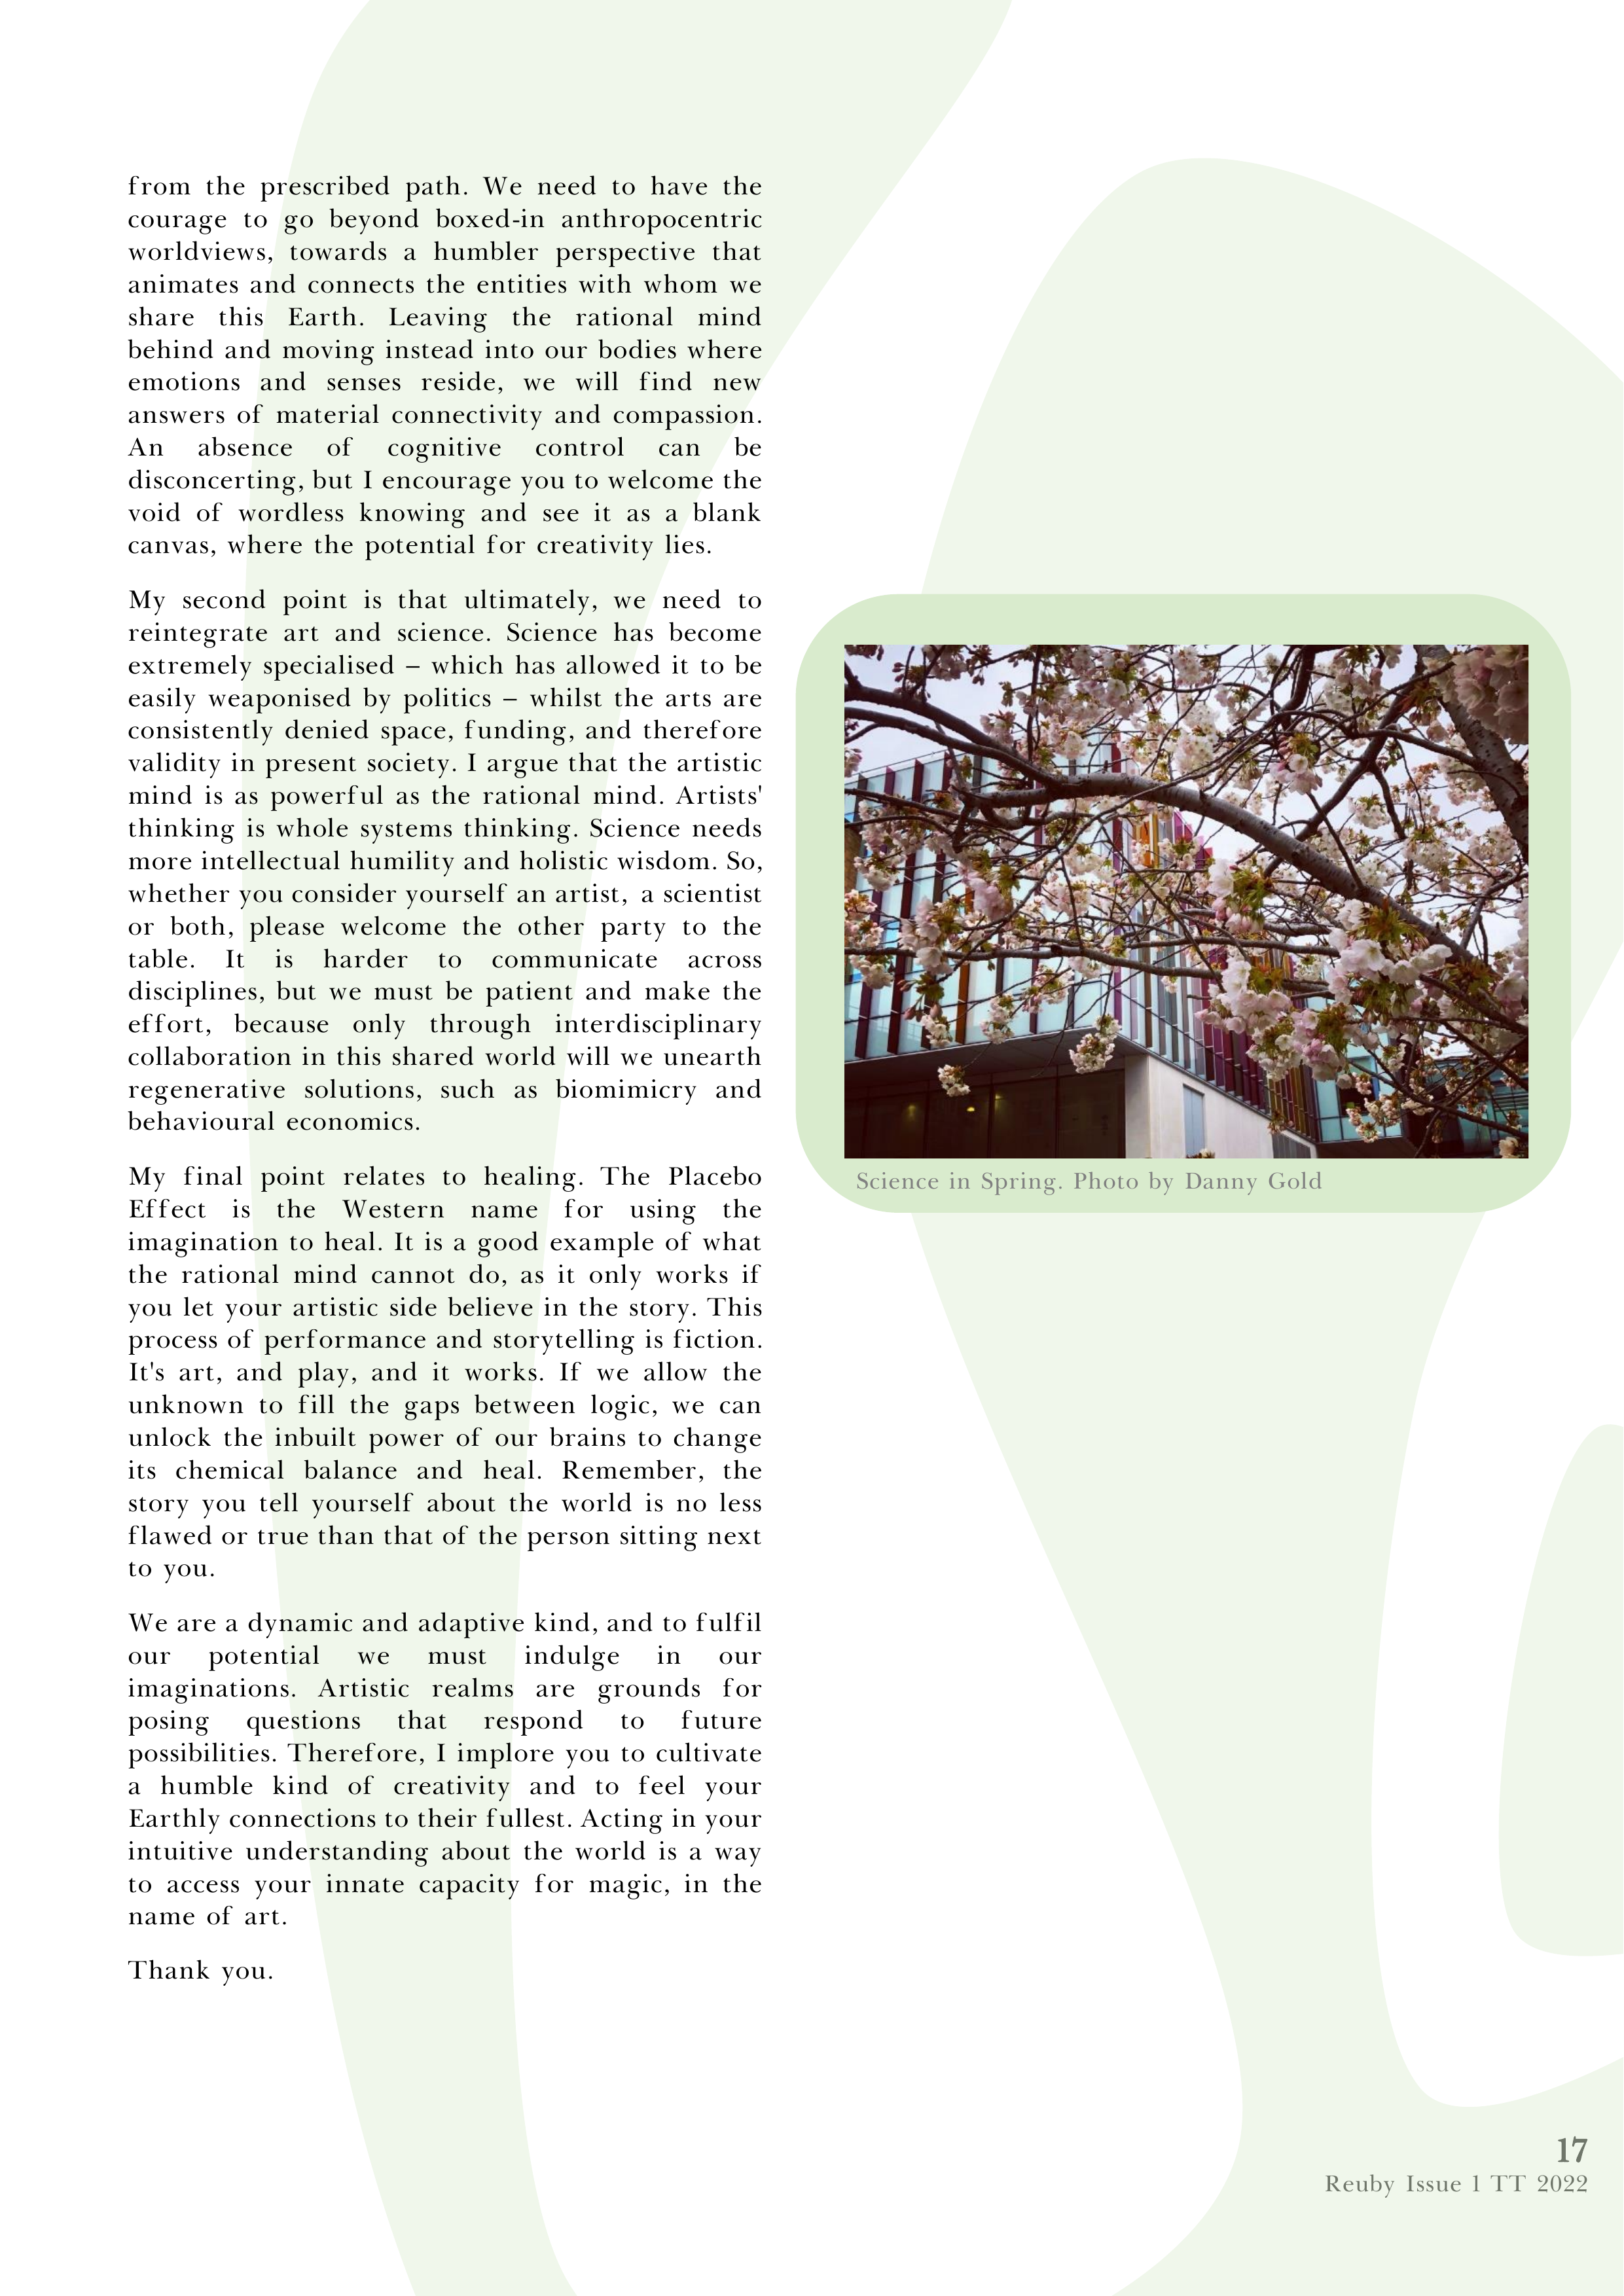 from the prescribed path. We need to have the
courage to go beyond boxed-in anthropocentric
worldviews, towards a humbler perspective that
animates and connects the entities with whom we
share this Earth. Leaving the rational mind
behind and moving instead into our bodies where
emotions and senses reside, we will find new
answers of material connectivity and compassion.
An absence of cognitive control can be
disconcerting, but I encourage you to welcome the
void of wordless knowing and see it as a blank
canvas, where the potential for creativity lies.
My second point is that ultimately, we need to
reintegrate art and science. Science has become
extremely specialised – which has allowed it to be
easily weaponised by politics – whilst the arts are
consistently denied space, funding, and therefore
validity in present society. I argue that the artistic
mind is as powerful as the rational mind. Artists'
thinking is whole systems thinking. Science needs
more intellectual humility and holistic wisdom. So,
whether you consider yourself an artist, a scientist
or both, please welcome the other party to the
table. It is harder to communicate across
disciplines, but we must be patient and make the
effort, because only through interdisciplinary
collaboration in this shared world will we unearth
regenerative solutions, such as biomimicry and
behavioural economics.
My final point relates to healing. The Placebo
Effect is the Western name for using the
imagination to heal. It is a good example of what
the rational mind cannot do, as it only works if
you let your artistic side believe in the story. This
process of performance and storytelling is fiction.
It's art, and play, and it works. If we allow the
unknown to fill the gaps between logic, we can
unlock the inbuilt power of our brains to change
its chemical balance and heal. Remember, the
story you tell yourself about the world is no less
flawed or true than that of the person sitting next
to you.
We are a dynamic and adaptive kind, and to fulfil
our potential we must indulge in our
imaginations. Artistic realms are grounds for
posing questions that respond to future
possibilities. Therefore, I implore you to cultivate
a humble kind of creativity and to feel your
Earthly connections to their fullest. Acting in your
intuitive understanding about the world is a way
to access your innate capacity for magic, in the
name of art.
Thank you.
Science in Spring. Photo by Danny Gold
17
Reuby Issue 1 TT 2022